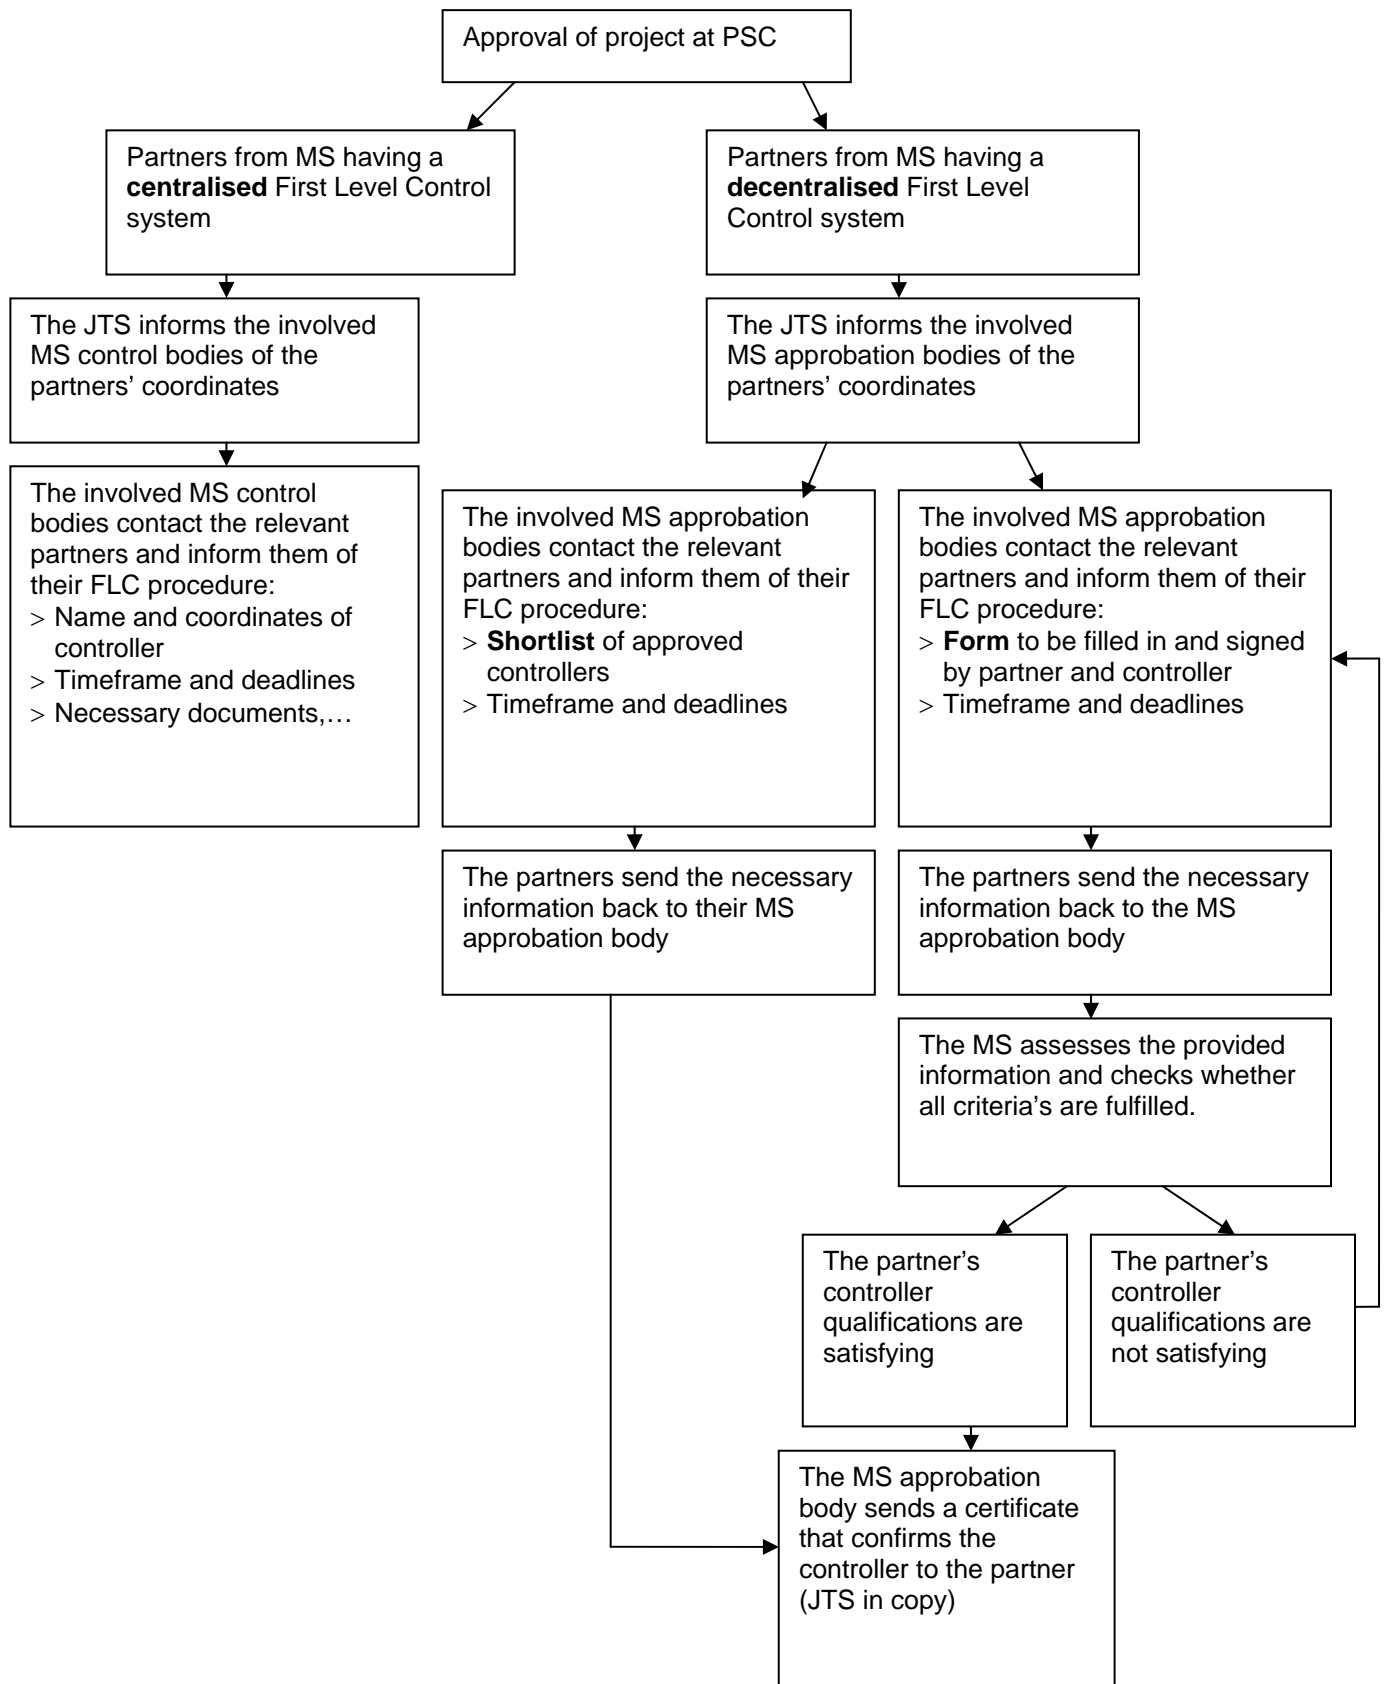 Approval of project at PSC
Partners from MS having a
centralised First Level Control
system
Partners from MS having a
decentralised First Level
Control system
The JTS informs the involved
MS control bodies of the
partners’ coordinates
The JTS informs the involved
MS approbation bodies of the
partners’ coordinates
The involved MS control
bodies contact the relevant
partners and inform them of
their FLC procedure:
> Name and coordinates of
controller
> Timeframe and deadlines
> Necessary documents,…
The involved MS approbation
bodies contact the relevant
partners and inform them of their
FLC procedure:
> Shortlist of approved
controllers
> Timeframe and deadlines
The involved MS approbation
bodies contact the relevant
partners and inform them of their
FLC procedure:
> Form to be filled in and signed
by partner and controller
> Timeframe and deadlines
The partners send the necessary
information back to their MS
approbation body
The partners send the necessary
information back to the MS
approbation body
The MS assesses the provided
information and checks whether
all criteria’s are fulfilled.
The partner’s
controller
qualifications are
satisfying
The partner’s
controller
qualifications are
not satisfying
The MS approbation
body sends a certificate
that confirms the
controller to the partner
(JTS in copy)